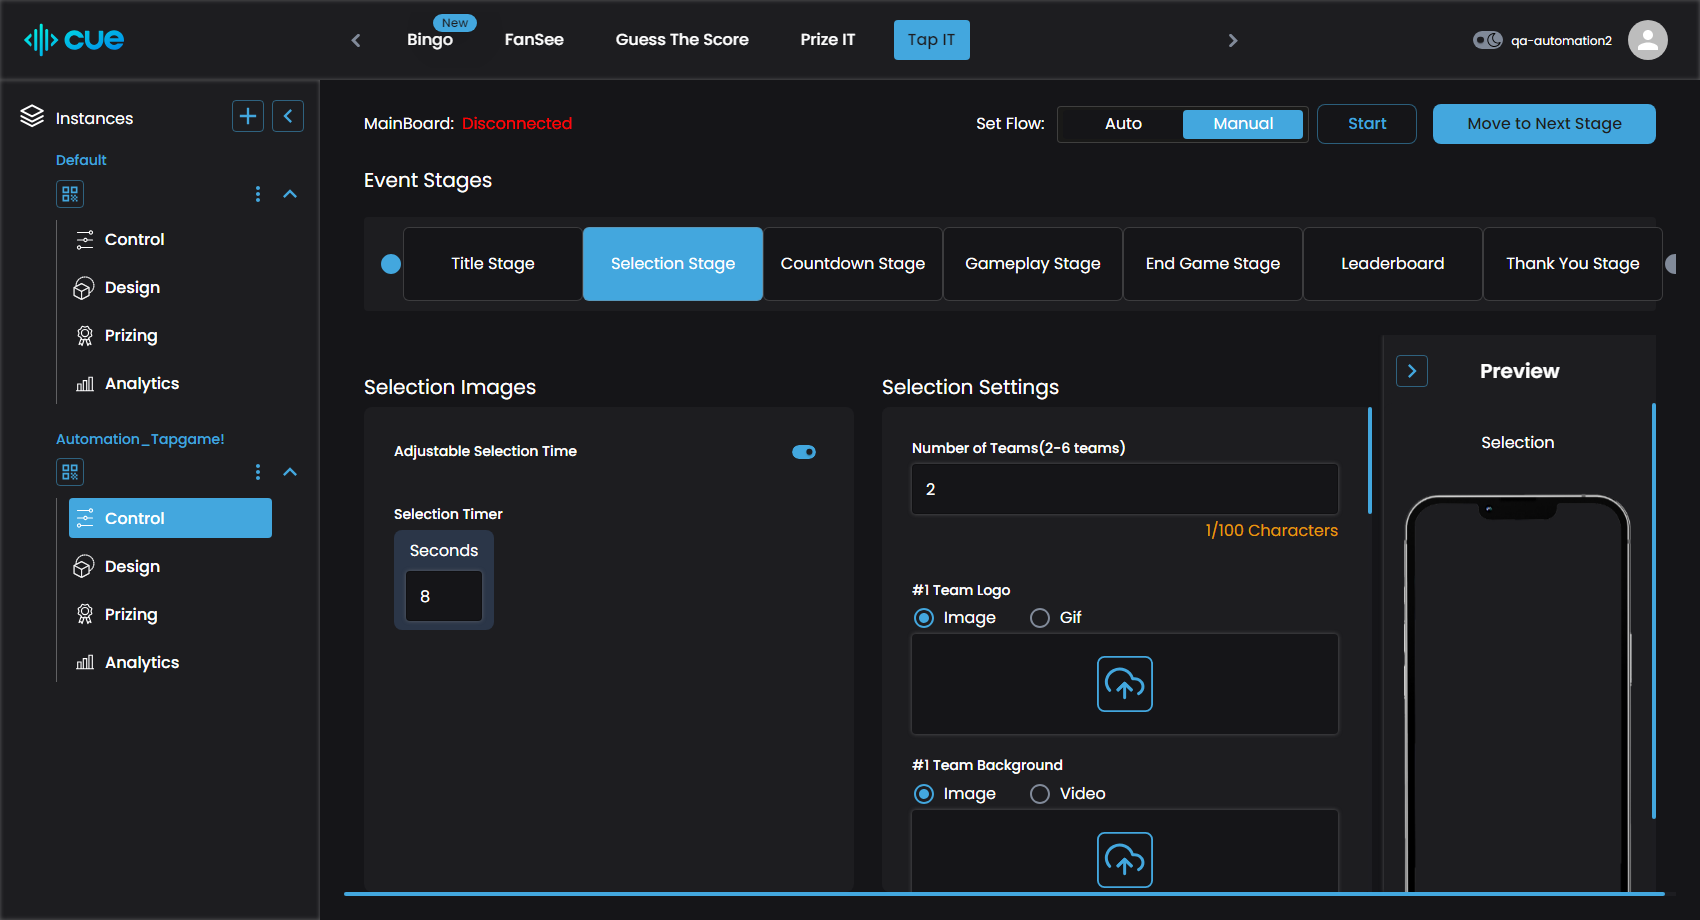 cue
New
Bingo
FanSee
Guess The Score
Prize IT
Tap IT
qa-automation2
Instances
Default
Control
Design
Prizing
Analytics
Automation_Tapgame!
Control
Design
Prizing
Analytics
MainBoard: Disconnected
Set Flow:
Auto
Manual
Start
Move to Next Stage
Event Stages
Title Stage
Selection Stage
Countdown Stage
Gameplay Stage
End Game Stage
Leaderboard
Thank You Stage
Selection Images
Adjustable Selection Time
Selection Timer
Seconds
8
Selection Settings
Number of Teams(2-6 teams)
2
1/100 Characters
#1 Team Logo
Image
Gif
#1 Team Background
Image
Video
Preview
Selection